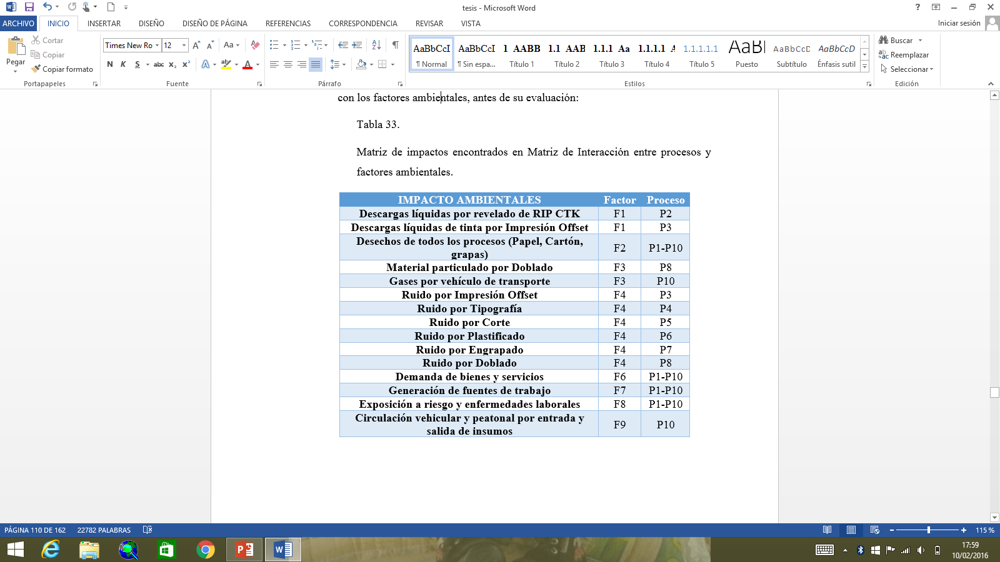 tesis - Microsoft Word
ARCHIVO INICIO INSERTAR DISEÑO DISEÑO DE PÁGINA REFERENCIAS CORRESPONDENCIA REVISAR VISTA Iniciar sesión
Pegar
Cortar
Copiar
Copiar formato
Portapapeles
Times New Ro 12
N K S abc x₂ x²
Fuente
Párrafo
AaBbCcI AaBbCcI 1 AABB 1.1 AAB 1.1.1 Aa 1.1.1.1 A 1.1.1.1.1 AaBl AaBbCcD AaBbCcD
¶ Normal ¶ Sin espa... Título 1 Título 2 Título 3 Título 4 Título 5 Puesto Subtítulo Énfasis sutil
Estilos
Buscar
Reemplazar
Seleccionar
Edición
con los factores ambientales, antes de su evaluación:
Tabla 33.
Matriz de impactos encontrados en Matriz de Interacción entre procesos y
factores ambientales.
IMPACTO AMBIENTALES Factor Proceso
Descargas líquidas por revelado de RIP CTK F1 P2
Descargas líquidas de tinta por Impresión Offset F1 P3
Desechos de todos los procesos (Papel, Cartón,
grapas) F2 P1-P10
Material particulado por Doblado F3 P8
Gases por vehículo de transporte F3 P10
Ruido por Impresión Offset F4 P3
Ruido por Tipografía F4 P4
Ruido por Corte F4 P5
Ruido por Plastificado F4 P6
Ruido por Engrapado F4 P7
Ruido por Doblado F4 P8
Demanda de bienes y servicios F6 P1-P10
Generación de fuentes de trabajo F7 P1-P10
Exposición a riesgo y enfermedades laborales F8 P1-P10
Circulación vehicular y peatonal por entrada y
salida de insumos F9 P10
PÁGINA 110 DE 162 22782 PALABRAS 115 %
17:59
10/02/2016